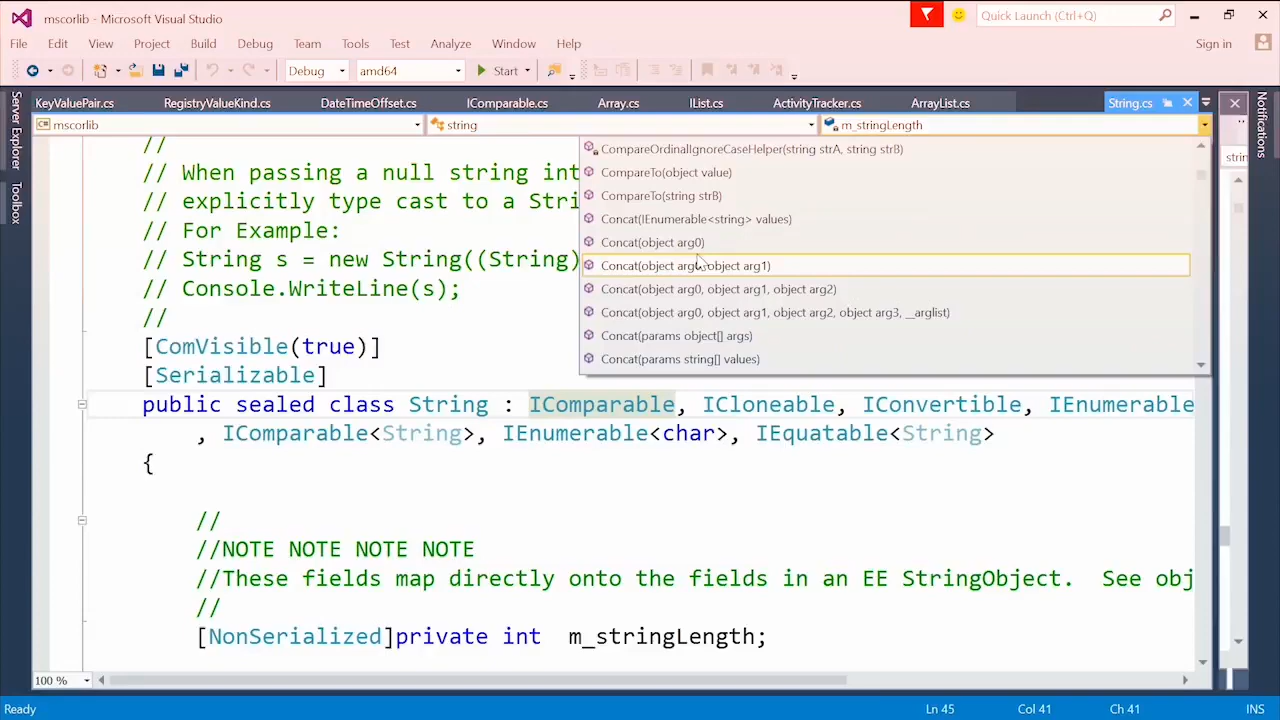 mscorlib - Microsoft Visual Studio
Quick Launch (Ctrl+Q)
File Edit View Project Build Debug Team Tools Test Analyze Window Help
Sign in
Debug amd64 Start
KeyValuePair.cs RegistryValueKind.cs DateTimeOffset.cs IComparable.cs Array.cs IList.cs ActivityTracker.cs ArrayList.cs String.cs
Server Explorer
Toolbox
Notifications
mscorlib string m_stringLength
strin
CompareOrdinalIgnoreCaseHelper(string strA, string strB)
CompareTo(object value)
CompareTo(string strB)
Concat(IEnumerable<string> values)
Concat(object arg0)
Concat(object arg0, object arg1)
Concat(object arg0, object arg1, object arg2)
Concat(object arg0, object arg1, object arg2, object arg3, __arglist)
Concat(params object[] args)
Concat(params string[] values)
//
// When passing a null string int
// explicitly type cast to a Stri
// For Example:
// String s = new String((String)
// Console.WriteLine(s);
//
[ComVisible(true)]
[Serializable]
public sealed class String : IComparable, ICloneable, IConvertible, IEnumerable
, IComparable<String>, IEnumerable<char>, IEquatable<String>
{
//
//NOTE NOTE NOTE NOTE
//These fields map directly onto the fields in an EE StringObject.  See obj
//
[NonSerialized]private int  m_stringLength;
100 %
Ready Ln 45 Col 41 Ch 41 INS